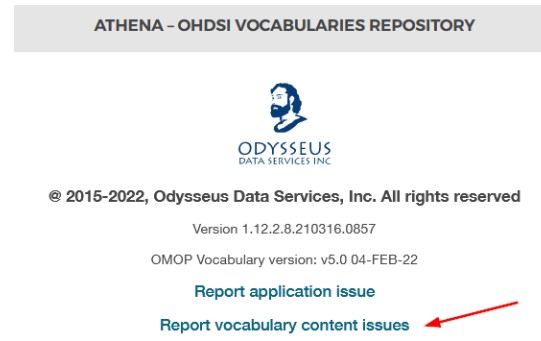 ATHENA – OHDSI VOCABULARIES REPOSITORY
ODYSSEUS
DATA SERVICES INC
@ 2015-2022, Odysseus Data Services, Inc. All rights reserved
Version 1.12.2.8.210316.0857
OMOP Vocabulary version: v5.0 04-FEB-22
Report application issue
Report vocabulary content issues